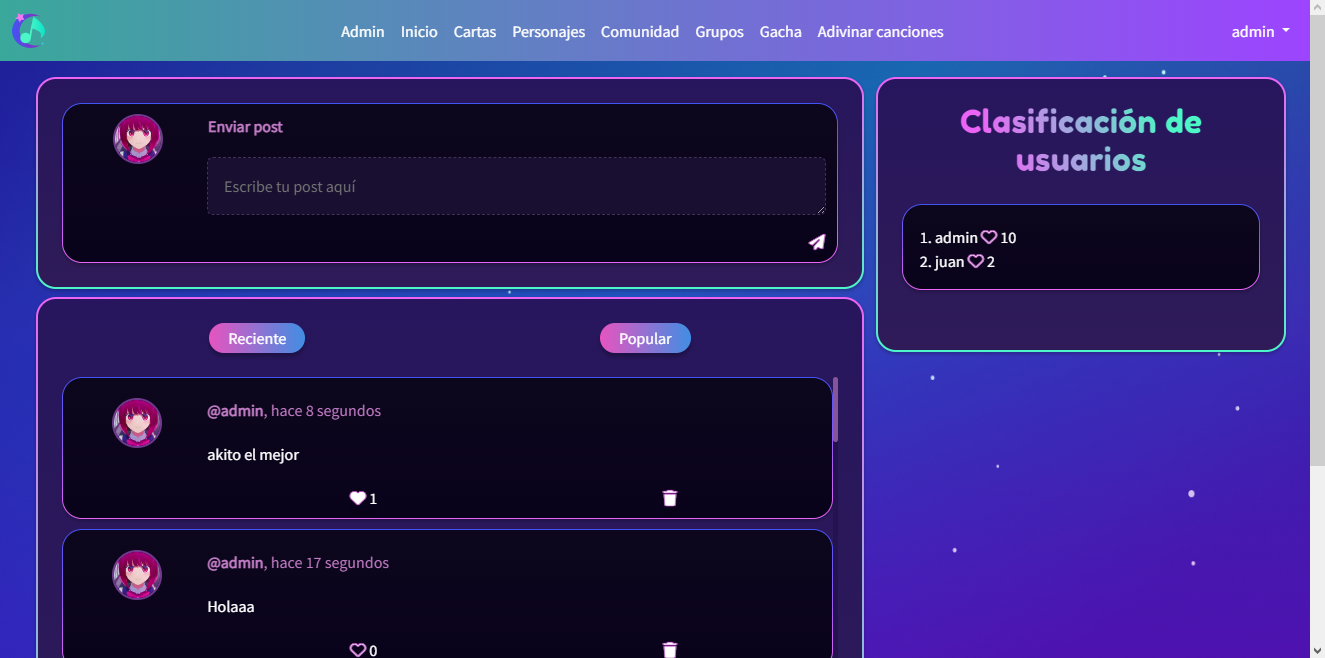 Admin Inicio Cartas Personajes Comunidad Grupos Gacha Adivinar canciones admin
Enviar post
Escribe tu post aquí
Clasificación de
usuarios
1. admin 10
2. juan 2
Reciente Popular
@admin, hace 8 segundos
akito el mejor
1
@admin, hace 17 segundos
Holaaa
0